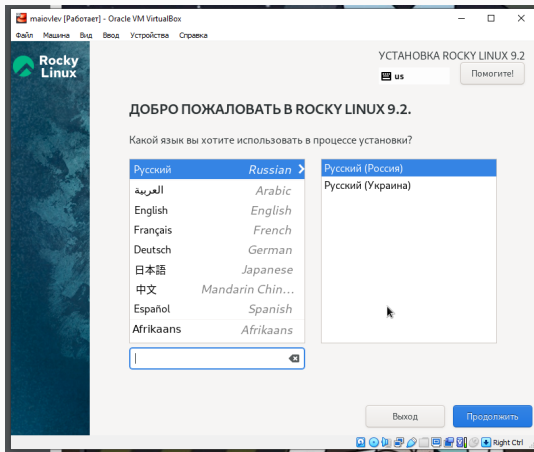 maiovlev [Работает] - Oracle VM VirtualBox
Файл Машина Вид Ввод Устройства Справка
Rocky
Linux
УСТАНОВКА ROCKY LINUX 9.2
us
Помогите!
ДОБРО ПОЖАЛОВАТЬ В ROCKY LINUX 9.2.
Какой язык вы хотите использовать в процессе установки?
Русский Russian
العربية Arabic
English English
Français French
Deutsch German
日本語 Japanese
中文 Mandarin Chin...
Español Spanish
Afrikaans Afrikaans
Русский (Россия)
Русский (Украина)
Выход
Продолжить
Right Ctrl